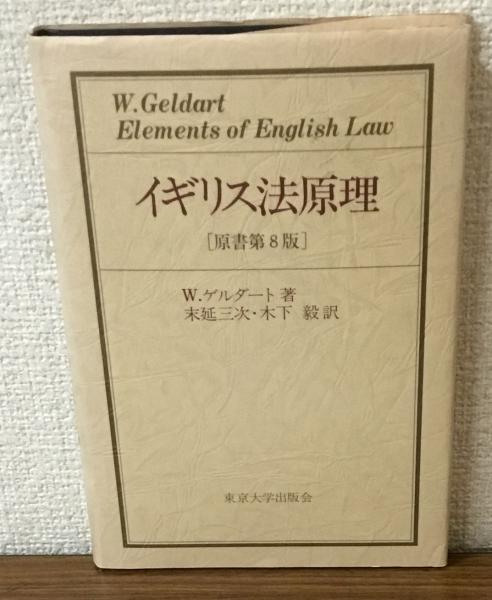 W.Geldart
Elements of English Law
イギリス法原理
［原書第8版］
W.ゲルダート 著
末延三次・木下 毅 訳
東京大学出版会